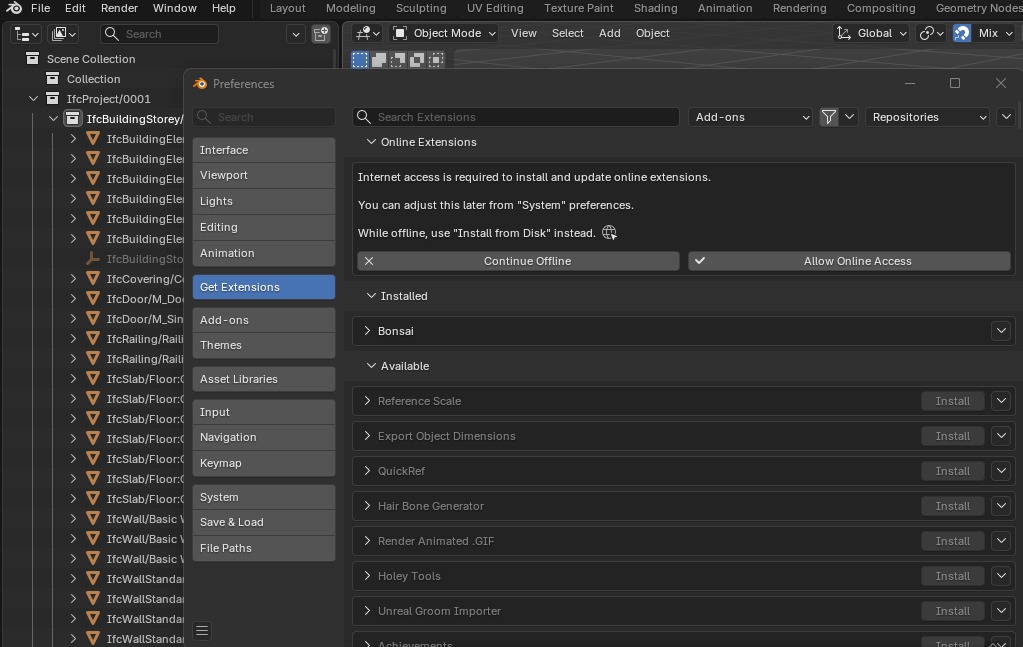 File Edit Render Window Help Layout Modeling Sculpting UV Editing Texture Paint Shading Animation Rendering Compositing Geometry Nodes
Search
Object Mode View Select Add Object Global Mix
Scene Collection
Collection
IfcProject/0001
IfcBuildingStorey/
IfcBuildingEle
IfcBuildingEle
IfcBuildingEle
IfcBuildingEle
IfcBuildingEle
IfcBuildingEle
IfcBuildingSto
IfcCovering/C
IfcDoor/M_Do
IfcDoor/M_Sin
IfcRailing/Raili
IfcRailing/Raili
IfcSlab/Floor:
IfcSlab/Floor:
IfcSlab/Floor:
IfcSlab/Floor:
IfcSlab/Floor:
IfcSlab/Floor:
IfcSlab/Floor:
IfcWall/Basic
IfcWall/Basic
IfcWall/Basic
IfcWallStandar
IfcWallStandar
IfcWallStandar
IfcWallStandar
Preferences
Search
Interface
Viewport
Lights
Editing
Animation
Get Extensions
Add-ons
Themes
Asset Libraries
Input
Navigation
Keymap
System
Save & Load
File Paths
Search Extensions Add-ons Repositories
Online Extensions
Internet access is required to install and update online extensions.
You can adjust this later from "System" preferences.
While offline, use "Install from Disk" instead.
Continue Offline Allow Online Access
Installed
Bonsai
Available
Reference Scale Install
Export Object Dimensions Install
QuickRef Install
Hair Bone Generator Install
Render Animated .GIF Install
Holey Tools Install
Unreal Groom Importer Install
Achievements Install